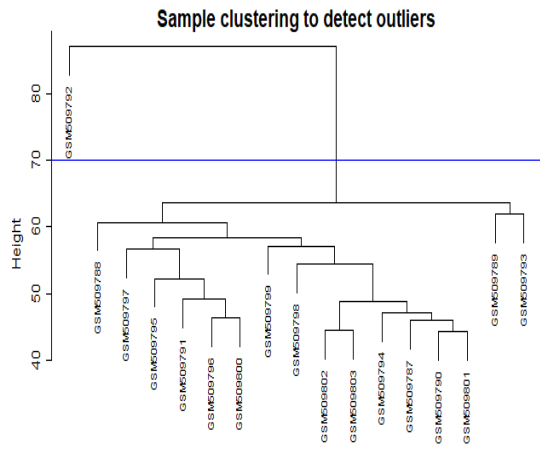 Sample clustering to detect outliers
Height
80
70
60
50
40
GSM509792
GSM509788
GSM509797
GSM509795
GSM509791
GSM509796
GSM509800
GSM509799
GSM509798
GSM509802
GSM509803
GSM509794
GSM509787
GSM509790
GSM509801
GSM509789
GSM509793